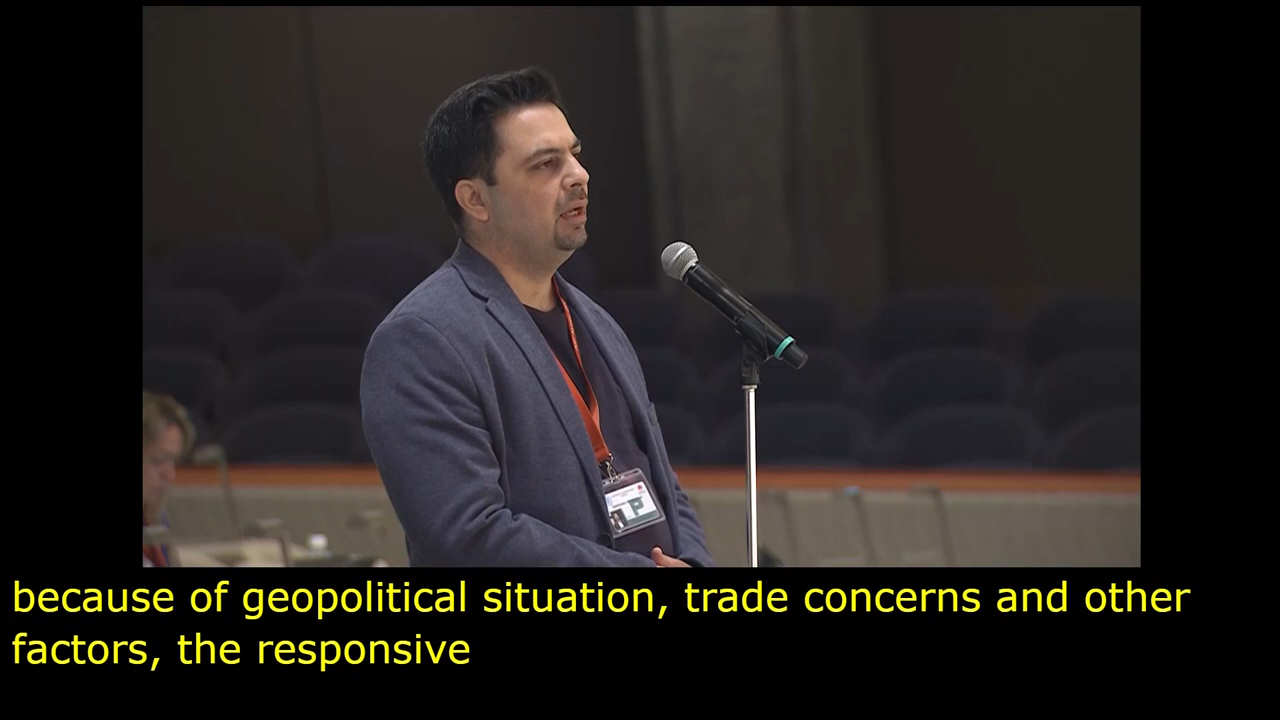 P
because of geopolitical situation, trade concerns and other
factors, the responsive